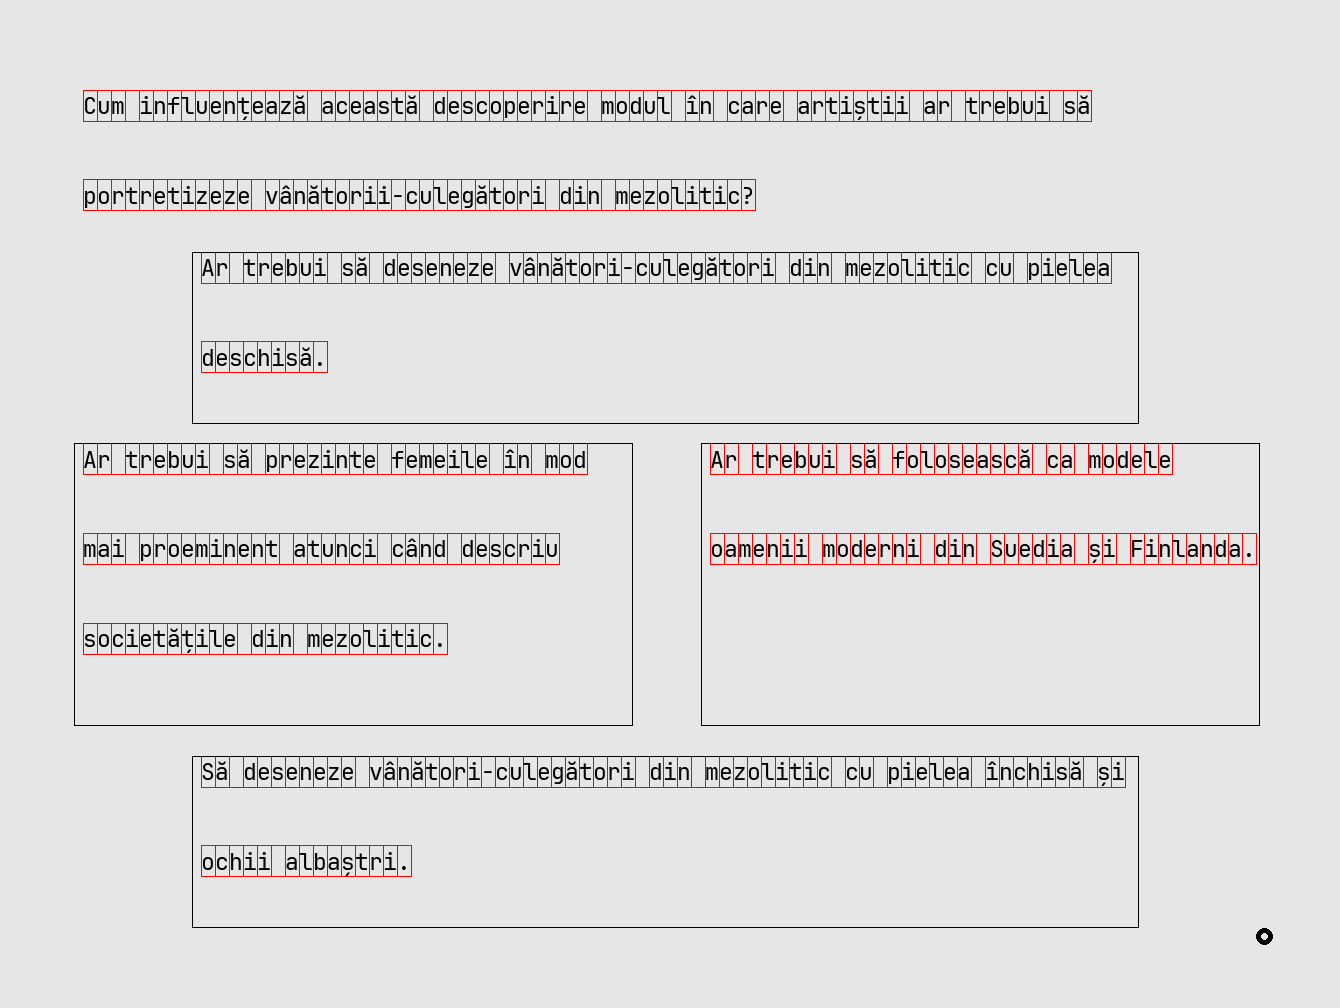 Cum influențează această descoperire modul în care artiștii ar trebui să
portretizeze vânătorii-culegători din mezolitic?
Ar trebui să deseneze vânători-culegători din mezolitic cu pielea
deschisă.
Ar trebui să prezinte femeile în mod
mai proeminent atunci când descriu
societățile din mezolitic.
Ar trebui să folosească ca modele
oamenii moderni din Suedia și Finlanda.
Să deseneze vânători-culegători din mezolitic cu pielea închisă și
ochii albaștri.